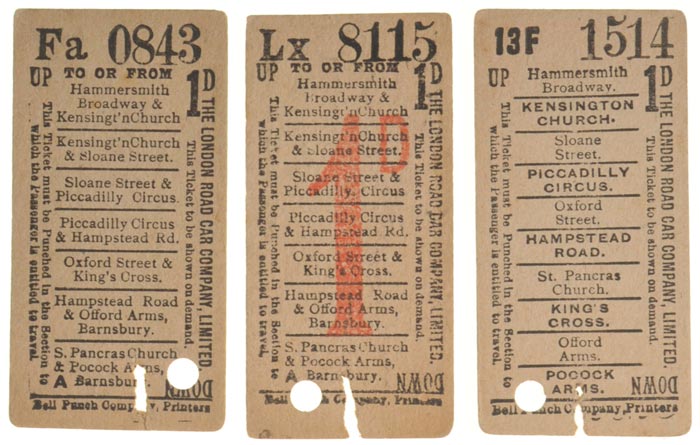 Fa 0843
UP TO OR FROM 1D
Hammersmith
Broadway &
Kensingt'nChurch
Kensingt'nChurch
& Sloane Street.
Sloane Street &
Piccadilly Circus.
Piccadilly Circus
& Hampstead Rd.
Oxford Street &
King's Cross.
Hampstead Road
& Offord Arms,
Barnsbury.
S. Pancras Church
& Pocock Arms,
A Barnsbury.
DOWN
This Ticket must be Punched in the Section to
which the Passenger is entitled to travel.
THE LONDON ROAD CAR COMPANY, LIMITED.
This Ticket to be shown on demand.
Bell Punch Company, Printers
Lx 8115
UP TO OR FROM 1D
Hammersmith
Broadway &
Kensingt'nChurch
Kensingt'nChurch
& Sloane Street.
Sloane Street &
Piccadilly Circus.
Piccadilly Circus
& Hampstead Rd.
Oxford Street &
King's Cross.
Hampstead Road
& Offord Arms,
Barnsbury.
S. Pancras Church
& Pocock Arms,
A Barnsbury.
DOWN
1D
This Ticket must be Punched in the Section to
which the Passenger is entitled to travel.
THE LONDON ROAD CAR COMPANY, LIMITED.
This Ticket to be shown on demand.
Bell Punch Company, Printers
13F 1514
UP 1D
Hammersmith
Broadway.
KENSINGTON
CHURCH.
Sloane
Street.
PICCADILLY
CIRCUS.
Oxford
Street.
HAMPSTEAD
ROAD.
St. Pancras
Church.
KING'S
CROSS.
Offord
Arms.
POCOCK
ARMS.
DOWN
This Ticket must be Punched in the Section to
which the Passenger is entitled to travel.
THE LONDON ROAD CAR COMPANY, LIMITED.
This Ticket to be shown on demand.
Bell Punch Company, Printers